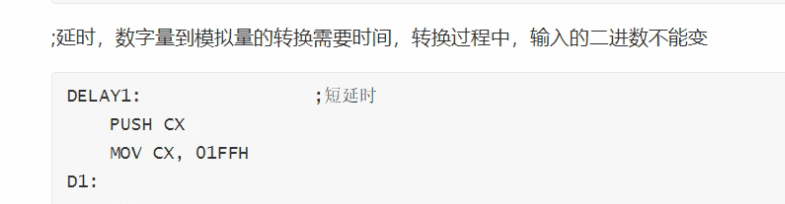 ;延时，数字量到模拟量的转换需要时间，转换过程中，输入的二进数不能变
DELAY1: ;短延时
PUSH CX
MOV CX, 01FFH
D1: